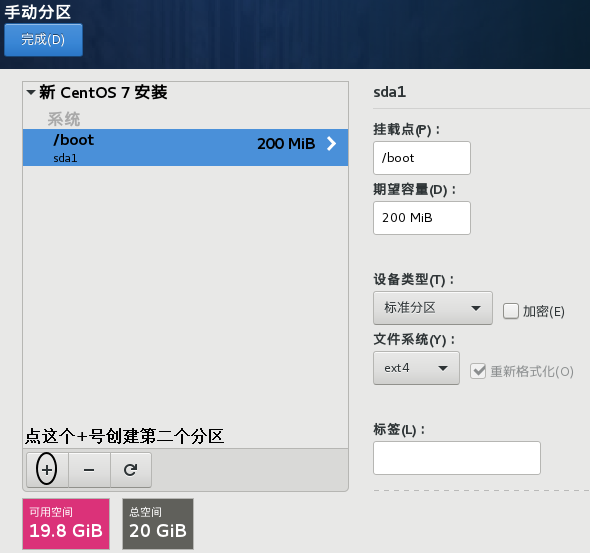 手动分区
完成(D)
新 CentOS 7 安装
系统
/boot
200 MiB
sda1
点这个+号创建第二个分区
+ −
可用空间
19.8 GiB
总空间
20 GiB
sda1
挂载点(P)：
/boot
期望容量(D)：
200 MiB
设备类型(T)：
标准分区
加密(E)
文件系统(Y)：
ext4
重新格式化(O)
标签(L)：